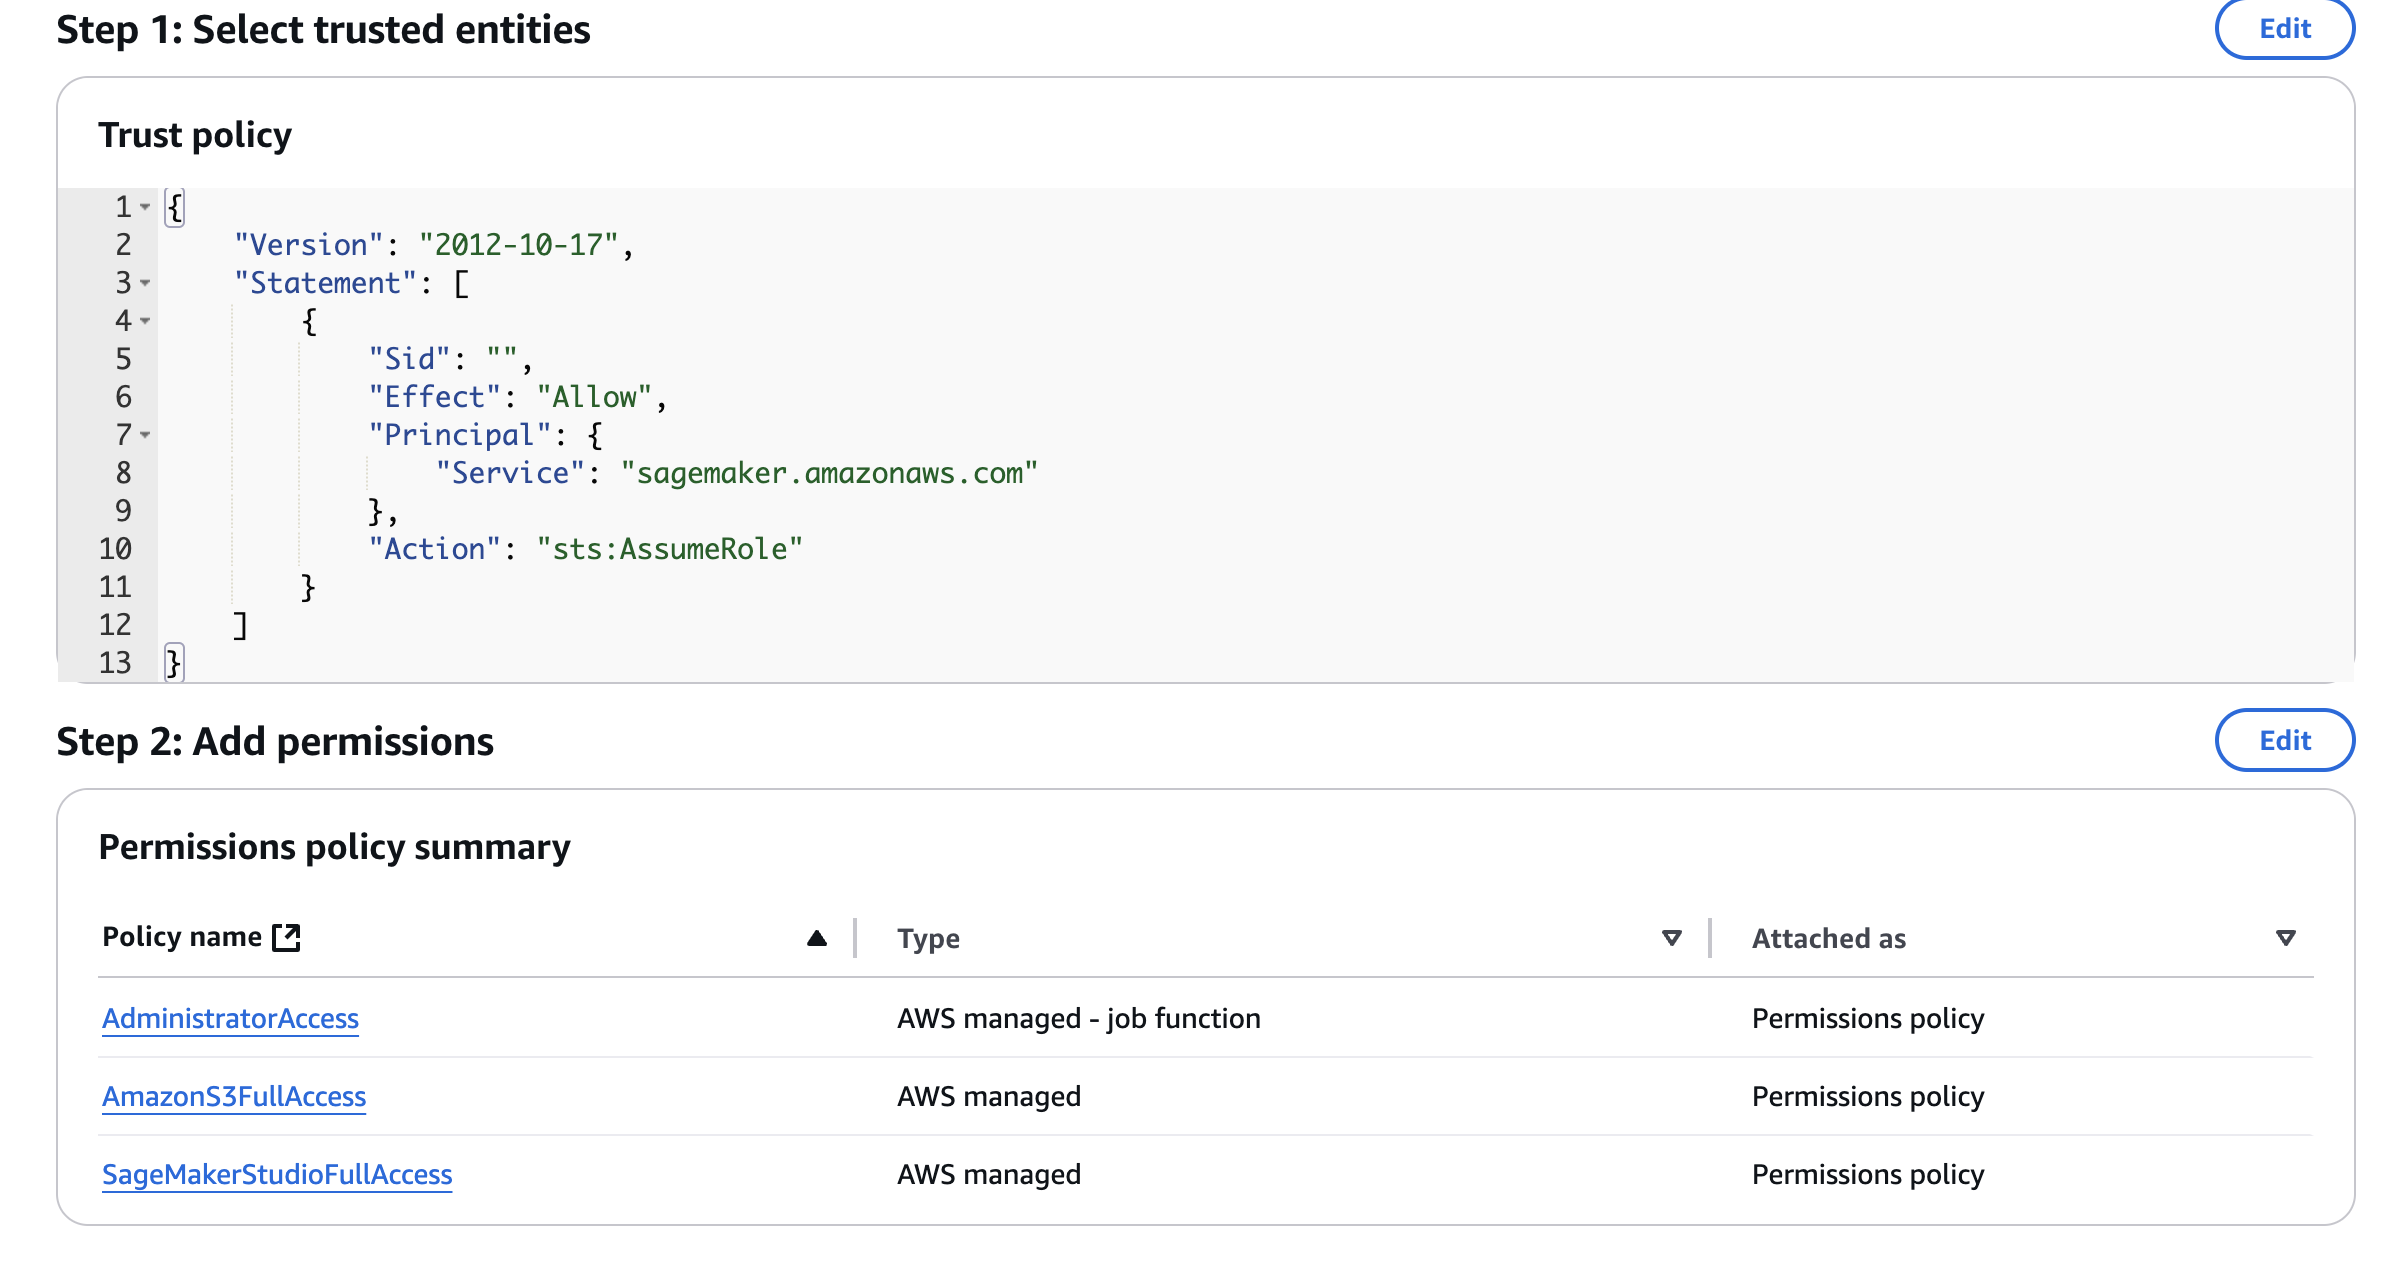 Step 1: Select trusted entities
Edit
Trust policy
1 {
2 "Version": "2012-10-17",
3 "Statement": [
4 {
5 "Sid": "",
6 "Effect": "Allow",
7 "Principal": {
8 "Service": "sagemaker.amazonaws.com"
9 },
10 "Action": "sts:AssumeRole"
11 }
12 ]
13 }
Step 2: Add permissions
Edit
Permissions policy summary
Policy name Type Attached as
AdministratorAccess AWS managed - job function Permissions policy
AmazonS3FullAccess AWS managed Permissions policy
SageMakerStudioFullAccess AWS managed Permissions policy